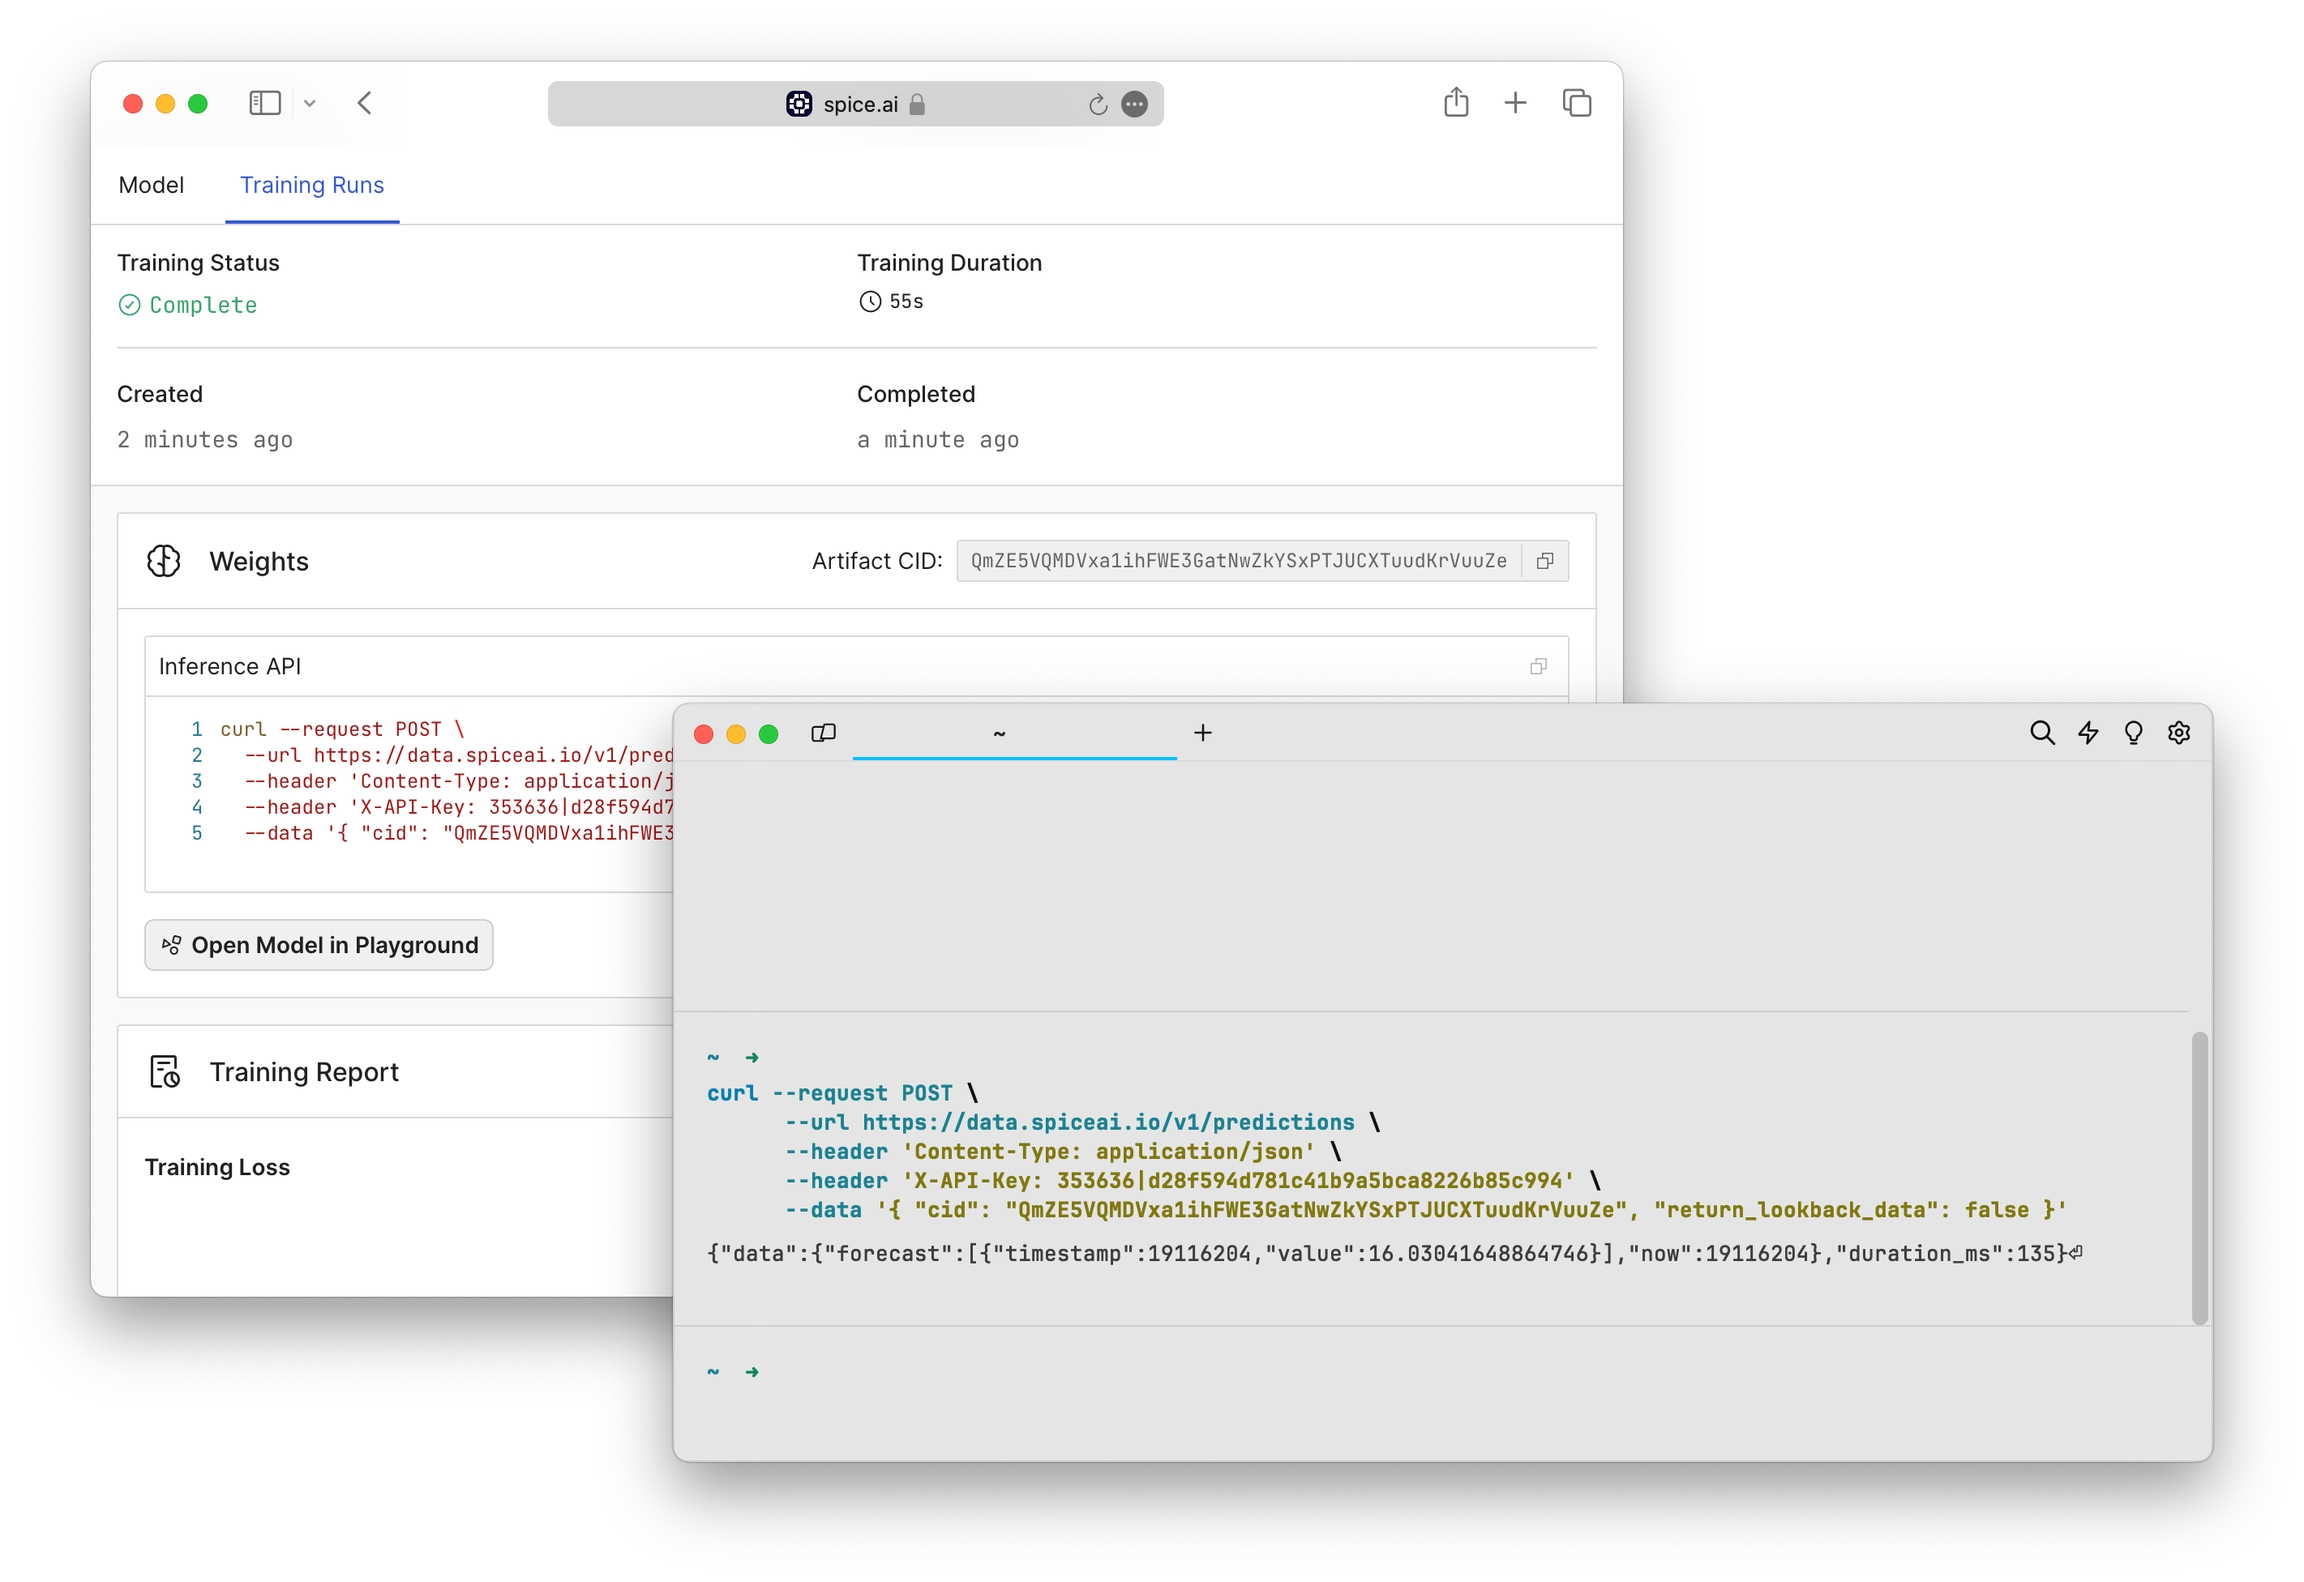 spice.ai
Model
Training Runs
Training Status
Training Duration
Complete
55s
Created
Completed
2 minutes ago
a minute ago
Weights
Artifact CID:
QmZE5VQMDVxa1ihFWE3GatNwZkYSxPTJUCXTuudKrVuuZe
Inference API
1 curl --request POST \
2 --url https://data.spiceai.io/v1/pred
3 --header 'Content-Type: application/j
4 --header 'X-API-Key: 353636|d28f594d7
5 --data '{ "cid": "QmZE5VQMDVxa1ihFWE3
Open Model in Playground
Training Report
Training Loss
~
~ ➜
curl --request POST \
--url https://data.spiceai.io/v1/predictions \
--header 'Content-Type: application/json' \
--header 'X-API-Key: 353636|d28f594d781c41b9a5bca8226b85c994' \
--data '{ "cid": "QmZE5VQMDVxa1ihFWE3GatNwZkYSxPTJUCXTuudKrVuuZe", "return_lookback_data": false }'
{"data":{"forecast":[{"timestamp":19116204,"value":16.03041648864746}],"now":19116204},"duration_ms":135}⏎
~ ➜